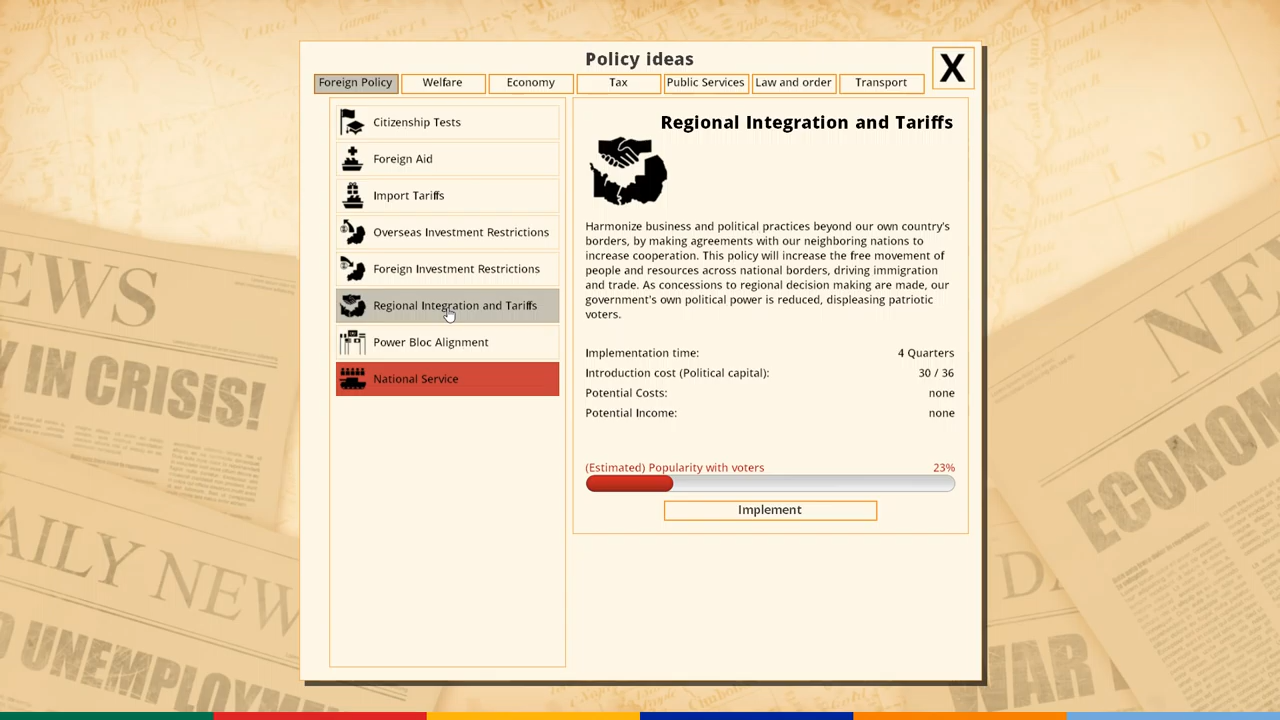 Policy ideas
X
Foreign Policy
Welfare
Economy
Tax
Public Services
Law and order
Transport
Citizenship Tests
Foreign Aid
Import Tariffs
Overseas Investment Restrictions
Foreign Investment Restrictions
Regional Integration and Tariffs
Power Bloc Alignment
National Service
Regional Integration and Tariffs
Harmonize business and political practices beyond our own country's
borders, by making agreements with our neighboring nations to
increase cooperation. This policy will increase the free movement of
people and resources across national borders, driving immigration
and trade. As concessions to regional decision making are made, our
government's own political power is reduced, displeasing patriotic
voters.
Implementation time: 4 Quarters
Introduction cost (Political capital): 30 / 36
Potential Costs: none
Potential Income: none
(Estimated) Popularity with voters 23%
Implement
EWS
Y IN CRISIS!
AILY NEW
UNEMPLOYM
NE
ECONOM
WAR